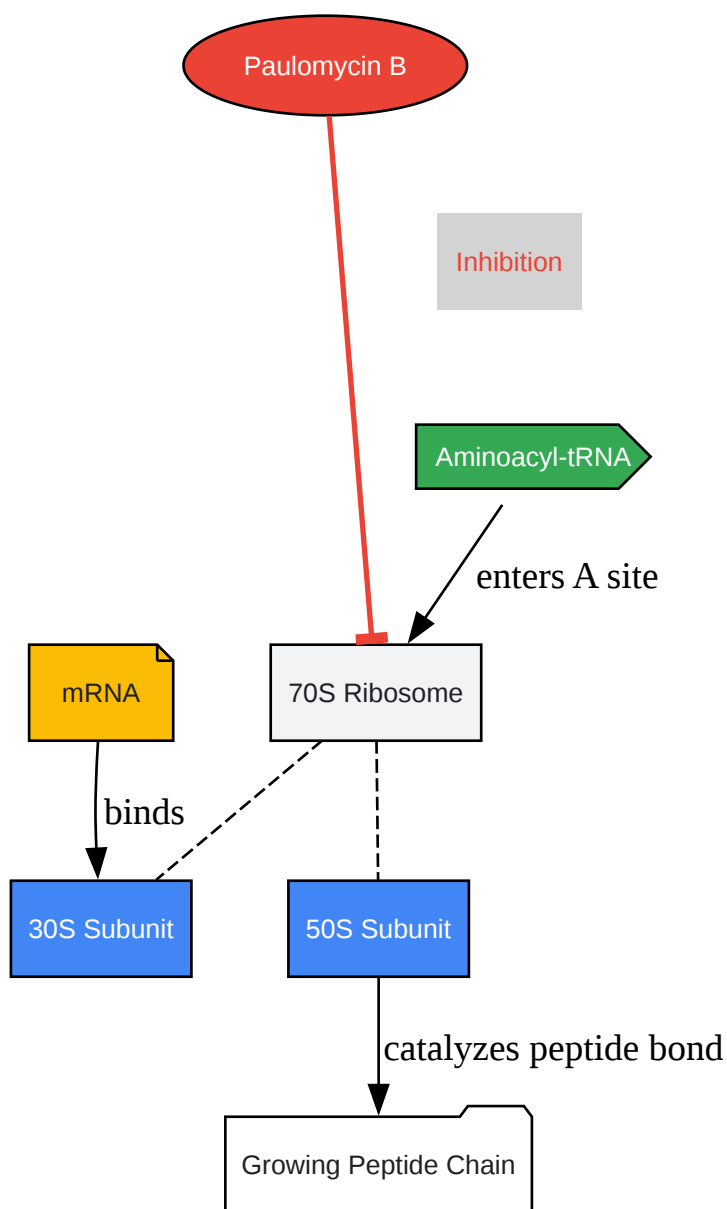 Paulomycin B
Inhibition
Aminoacyl-tRNA
enters A site
mRNA
70S Ribosome
binds
30S Subunit
50S Subunit
catalyzes peptide bond
Growing Peptide Chain